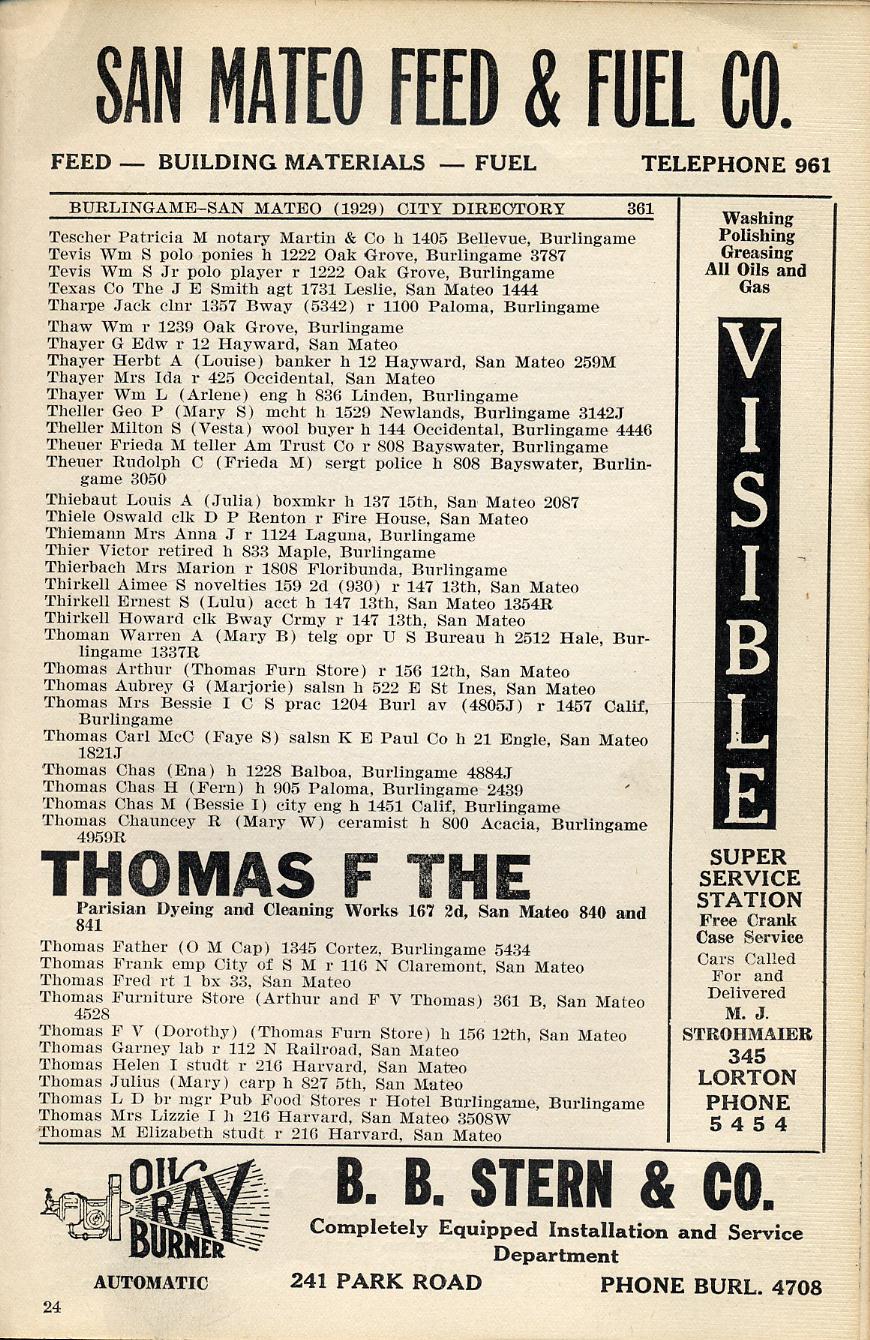 SAN MATEO FEED & FUEL CO.
FEED — BUILDING MATERIALS — FUEL TELEPHONE 961
BURLINGAME-SAN MATEO (1929) CITY DIRECTORY 361
Tescher Patricia M notary Martin & Co h 1405 Bellevue, Burlingame
Tevis Wm S polo ponies h 1222 Oak Grove, Burlingame 3787
Tevis Wm S Jr polo player r 1222 Oak Grove, Burlingame
Texas Co The J E Smith agt 1731 Leslie, San Mateo 1444
Tharpe Jack clnr 1357 Bway (5342) r 1100 Paloma, Burlingame
Thaw Wm r 1239 Oak Grove, Burlingame
Thayer G Edw r 12 Hayward, San Mateo
Thayer Herbt A (Louise) banker h 12 Hayward, San Mateo 259M
Thayer Mrs Ida r 425 Occidental, San Mateo
Thayer Wm L (Arlene) eng h 836 Linden, Burlingame
Theller Geo P (Mary S) mcht h 1529 Newlands, Burlingame 3142J
Theller Milton S (Vesta) wool buyer h 144 Occidental, Burlingame 4446
Theuer Frieda M teller Am Trust Co r 808 Bayswater, Burlingame
Theuer Rudolph C (Frieda M) sergt police h 808 Bayswater, Burlin-
game 3050
Thiebaut Louis A (Julia) boxmkr h 137 15th, San Mateo 2087
Thiele Oswald clk D P Renton r Fire House, San Mateo
Thiemann Mrs Anna J r 1124 Laguna, Burlingame
Thier Victor retired h 833 Maple, Burlingame
Thierbach Mrs Marion r 1808 Floribunda, Burlingame
Thirkell Aimee S novelties 159 2d (930) r 147 13th, San Mateo
Thirkell Ernest S (Lulu) acct h 147 13th, San Mateo 1354R
Thirkell Howard clk Bway Crmy r 147 13th, San Mateo
Thoman Warren A (Mary B) telg opr U S Bureau h 2512 Hale, Bur-
lingame 1337R
Thomas Arthur (Thomas Furn Store) r 156 12th, San Mateo
Thomas Aubrey G (Marjorie) salsn h 522 E St Ines, San Mateo
Thomas Mrs Bessie I C S prac 1204 Burl av (4805J) r 1457 Calif,
Burlingame
Thomas Carl McC (Faye S) salsn K E Paul Co h 21 Engle, San Mateo
1821J
Thomas Chas (Ena) h 1228 Balboa, Burlingame 4884J
Thomas Chas H (Fern) h 905 Paloma, Burlingame 2439
Thomas Chas M (Bessie I) city eng h 1451 Calif, Burlingame
Thomas Chauncey R (Mary W) ceramist h 800 Acacia, Burlingame
4959R
THOMAS F THE
Parisian Dyeing and Cleaning Works 167 2d, San Mateo 840 and
841
Thomas Father (O M Cap) 1345 Cortez, Burlingame 5434
Thomas Frank emp City of S M r 116 N Claremont, San Mateo
Thomas Fred rt 1 bx 33, San Mateo
Thomas Furniture Store (Arthur and F V Thomas) 361 B, San Mateo
4528
Thomas F V (Dorothy) (Thomas Furn Store) h 156 12th, San Mateo
Thomas Garney lab r 112 N Railroad, San Mateo
Thomas Helen I studt r 216 Harvard, San Mateo
Thomas Julius (Mary) carp h 827 5th, San Mateo
Thomas L D br mgr Pub Food Stores r Hotel Burlingame, Burlingame
Thomas Mrs Lizzie I h 216 Harvard, San Mateo 3508W
Thomas M Elizabeth studt r 216 Harvard, San Mateo
Washing
Polishing
Greasing
All Oils and
Gas
VISIBLE
SUPER
SERVICE
STATION
Free Crank
Case Service
Cars Called
For and
Delivered
M. J.
STROHMAIER
345
LORTON
PHONE
5 4 5 4
OIL
RAY
BURNER
AUTOMATIC
B. B. STERN & CO.
Completely Equipped Installation and Service
Department
241 PARK ROAD PHONE BURL. 4708
24